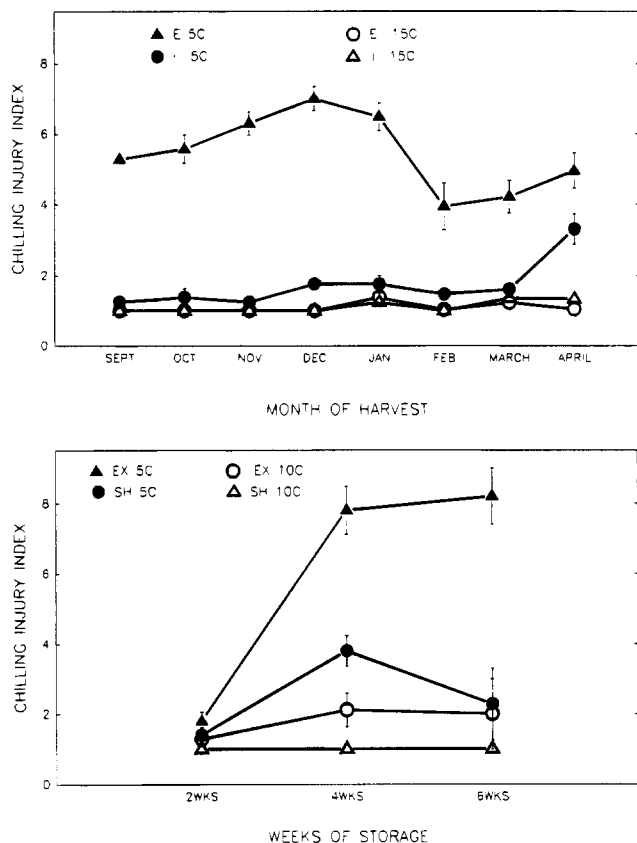 E 5C
E 15C
I 5C
I 15C
CHILLING INJURY INDEX
8
6
4
2
0
SEPT OCT NOV DEC JAN FEB MARCH APRIL
MONTH OF HARVEST
EX 5C
EX 10C
SH 5C
SH 10C
CHILLING INJURY INDEX
8
6
4
2
0
2WKS 4WKS 6WKS
WEEKS OF STORAGE